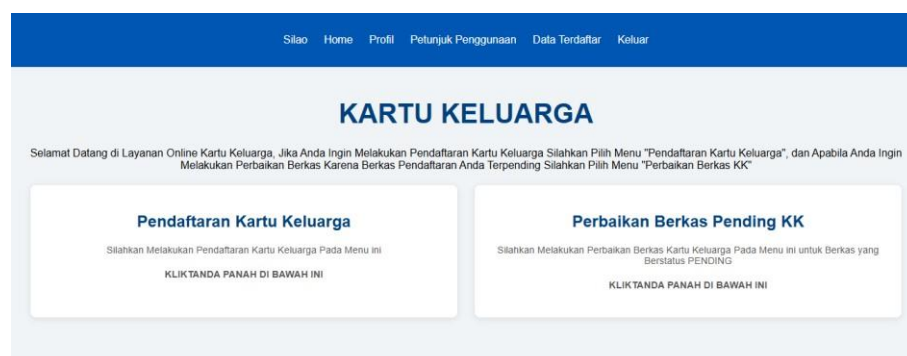 Silao Home Profil Petunjuk Penggunaan Data Terdaftar Keluar
KARTU KELUARGA
Selamat Datang di Layanan Online Kartu Keluarga, Jika Anda Ingin Melakukan Pendaftaran Kartu Keluarga Silahkan Pilih Menu "Pendaftaran Kartu Keluarga", dan Apabila Anda Ingin
Melakukan Perbaikan Berkas Karena Berkas Pendaftaran Anda Terpending Silahkan Pilih Menu "Perbaikan Berkas KK"
Pendaftaran Kartu Keluarga
Silahkan Melakukan Pendaftaran Kartu Keluarga Pada Menu ini
KLIK TANDA PANAH DI BAWAH INI
Perbaikan Berkas Pending KK
Silahkan Melakukan Perbaikan Berkas Kartu Keluarga Pada Menu ini untuk Berkas yang
Berstatus PENDING
KLIK TANDA PANAH DI BAWAH INI